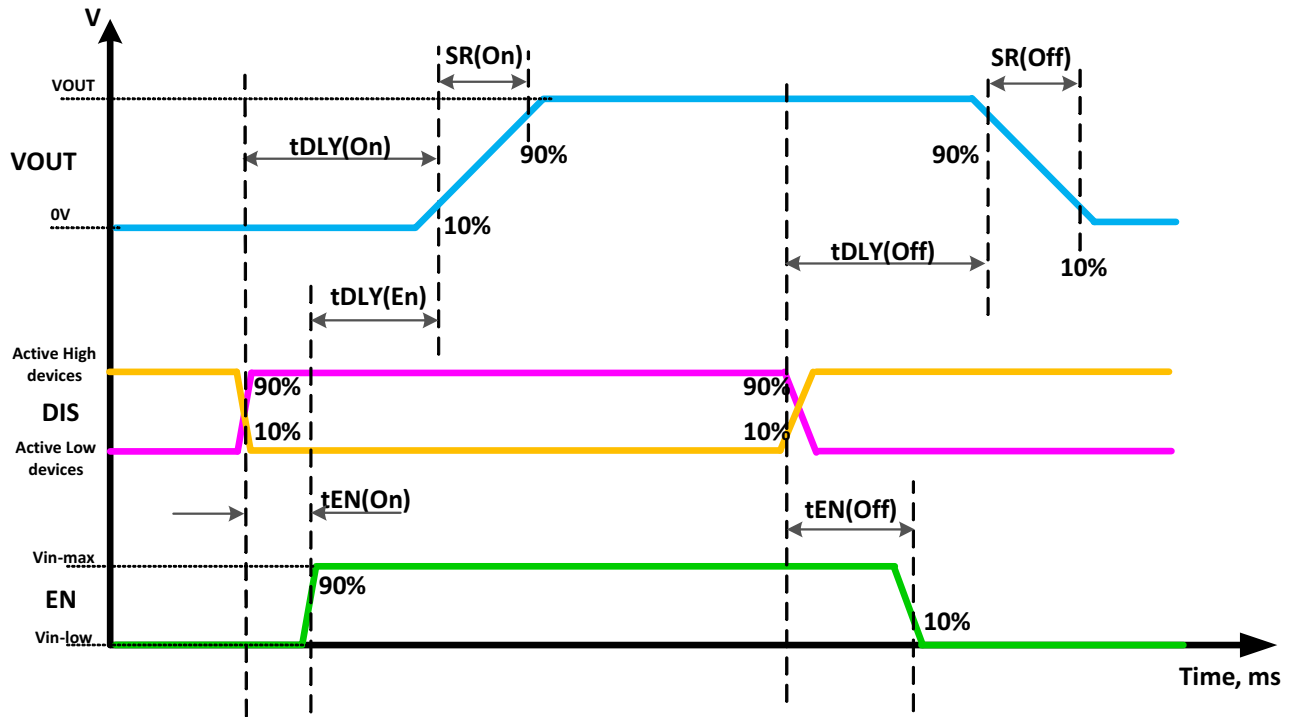 V
SR(On)
SR(Off)
VOUT
tDLY(On)
90%
90%
VOUT
0V
10%
tDLY(Off)
10%
tDLY(En)
Active High
devices
90%
90%
DIS
10%
10%
Active Low
devices
tEN(On)
tEN(Off)
Vin-max
90%
EN
10%
Vin-low
Time, ms